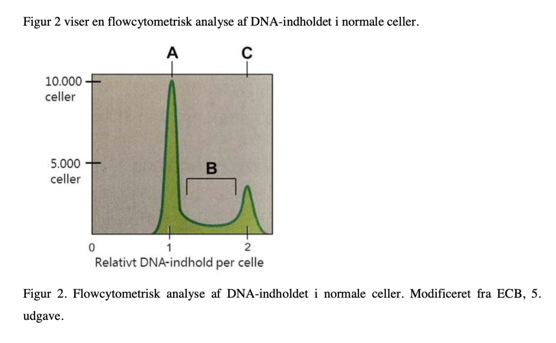 Figur 2 viser en flowcytometrisk analyse af DNA-indholdet i normale celler.
A C
10.000
celler
5.000
celler
B
0 1 2
Relativt DNA-indhold per celle
Figur 2. Flowcytometrisk analyse af DNA-indholdet i normale celler. Modificeret fra ECB, 5.
udgave.